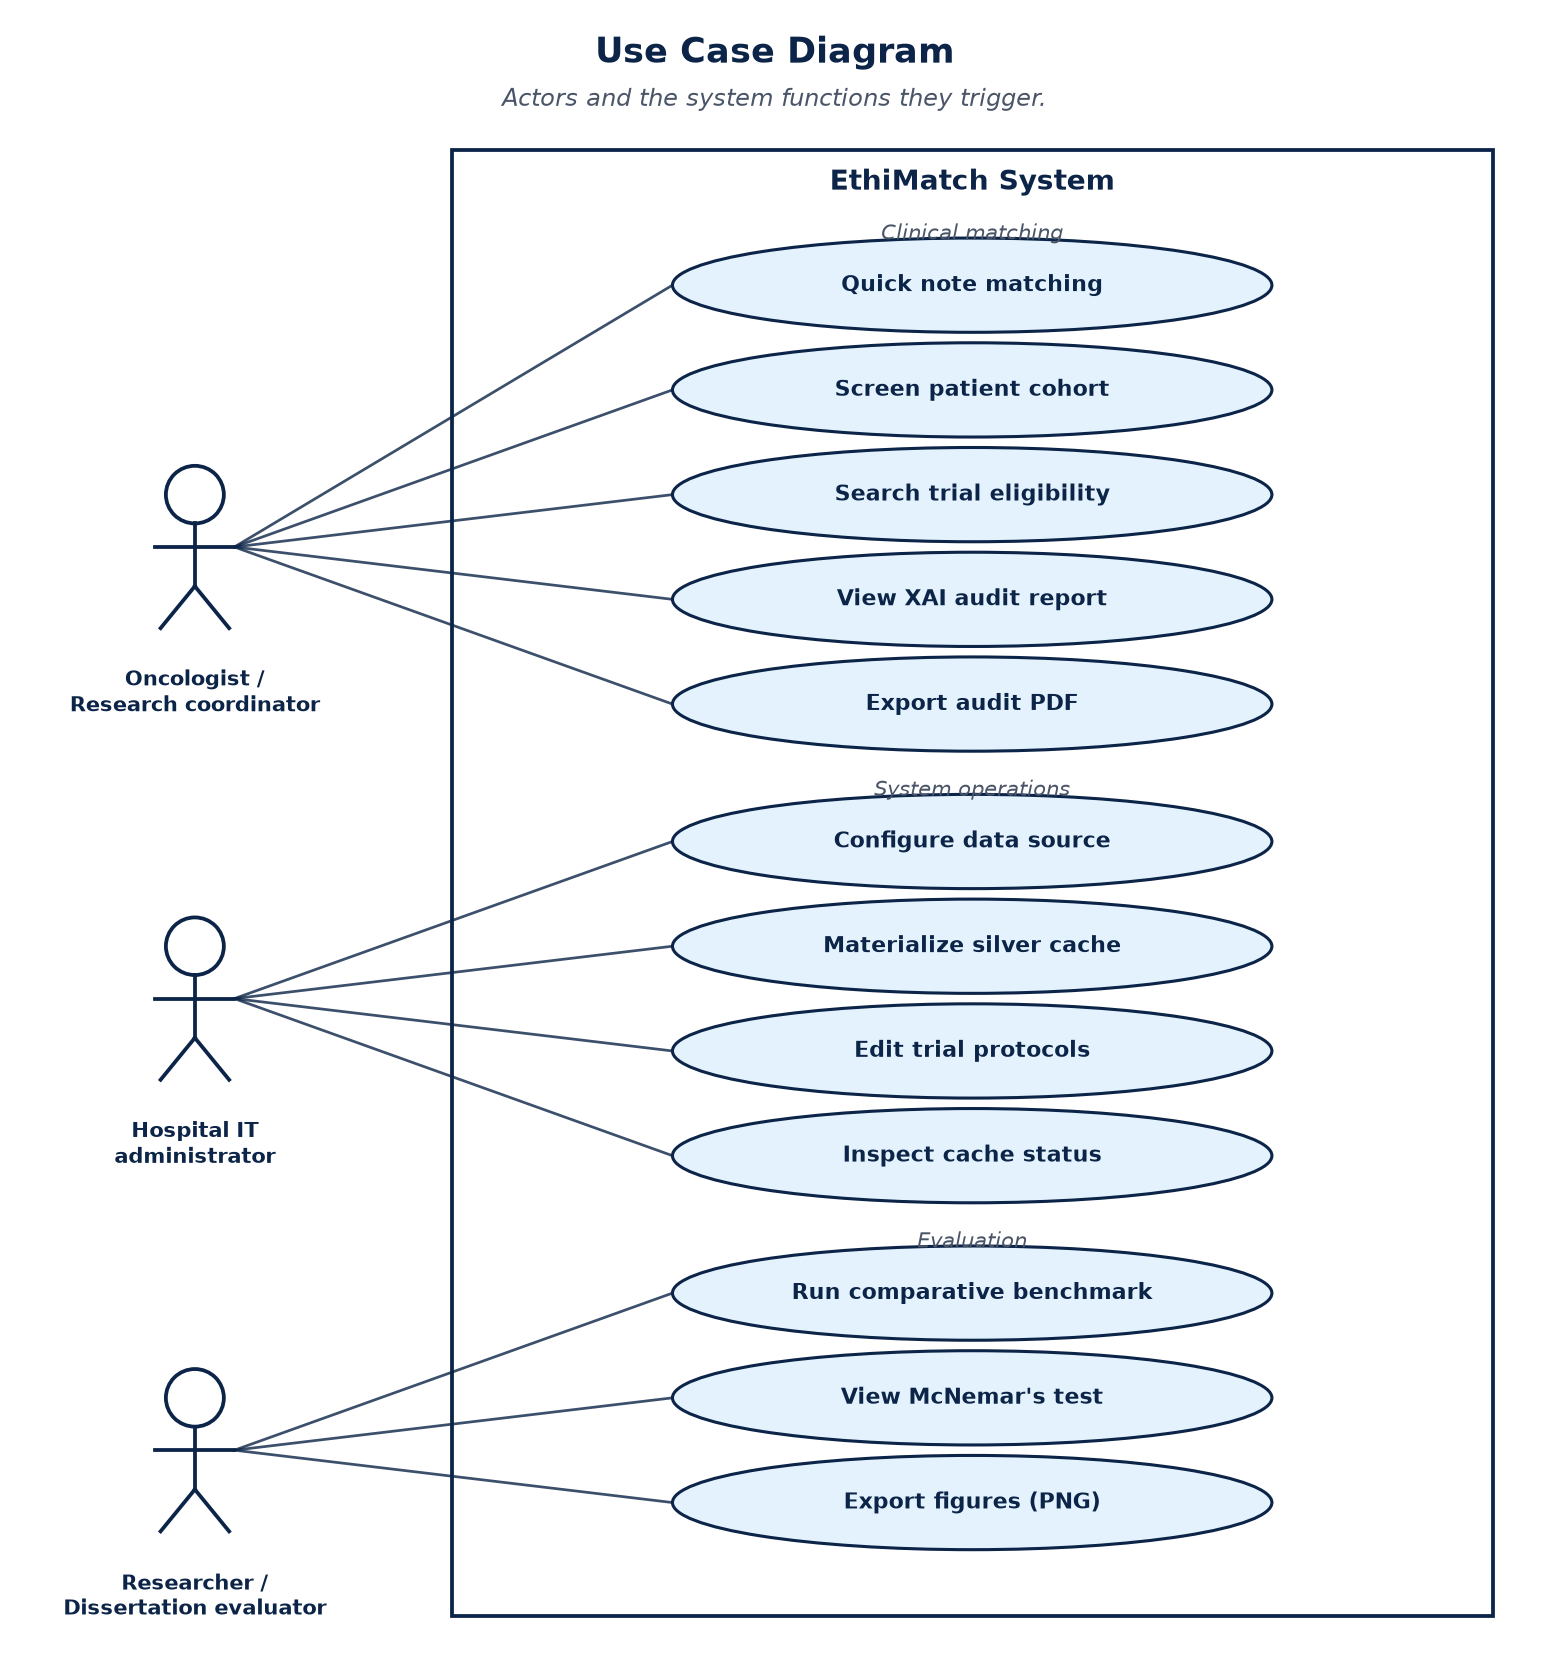 Use Case Diagram
Actors and the system functions they trigger.
EthiMatch System
Clinical matching
Quick note matching
Screen patient cohort
Search trial eligibility
View XAI audit report
Export audit PDF
Oncologist /
Research coordinator
System operations
Configure data source
Materialize silver cache
Edit trial protocols
Inspect cache status
Hospital IT
administrator
Evaluation
Run comparative benchmark
View McNemar's test
Export figures (PNG)
Researcher /
Dissertation evaluator